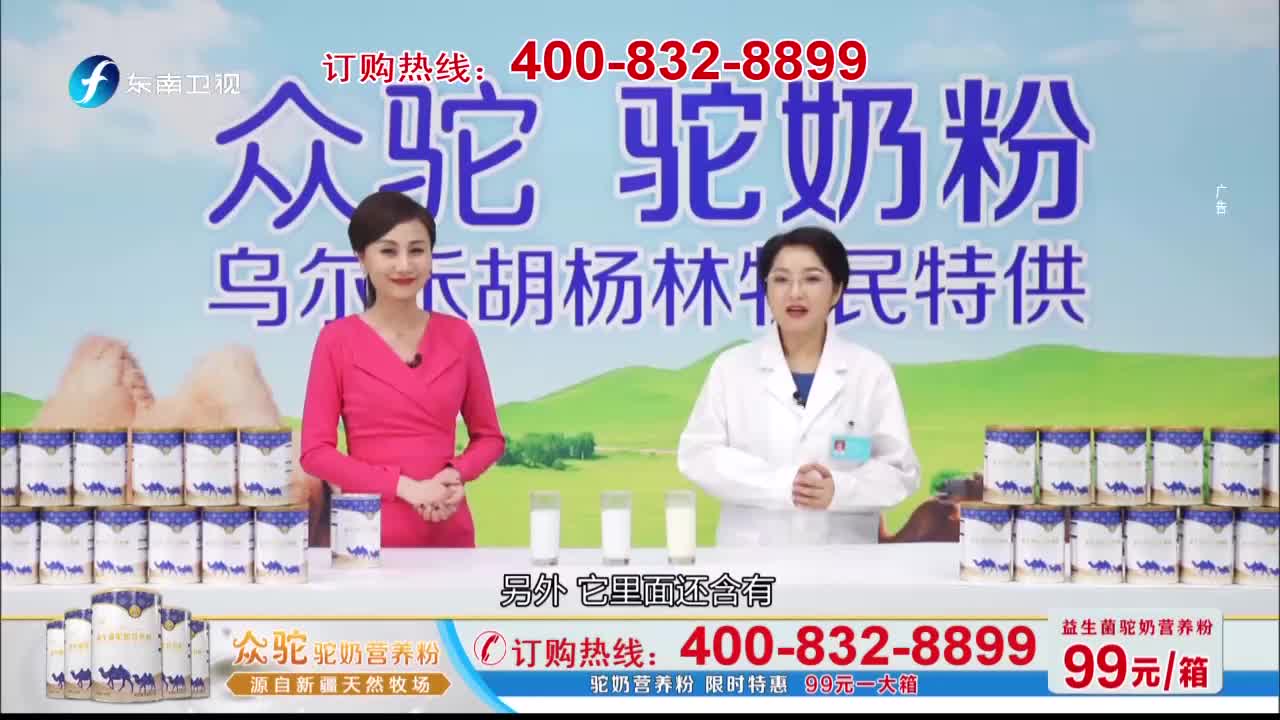 订购热线：400-832-8899
东南卫视
众驼 驼奶粉
广告
乌尔禾胡杨林牧民特供
另外 它里面还含有
众驼 驼奶营养粉
源自新疆天然牧场
订购热线：400-832-8899
驼奶营养粉 限时特惠 99元一大箱
益生菌驼奶营养粉
99元/箱